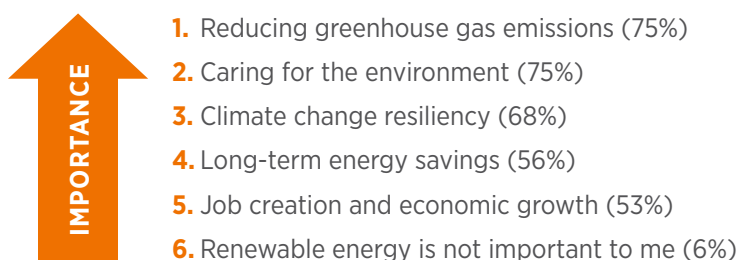 IMPORTANCE
1. Reducing greenhouse gas emissions (75%)
2. Caring for the environment (75%)
3. Climate change resiliency (68%)
4. Long-term energy savings (56%)
5. Job creation and economic growth (53%)
6. Renewable energy is not important to me (6%)